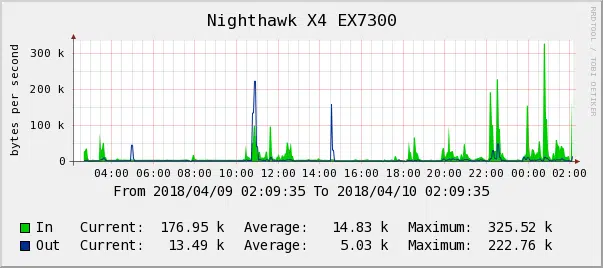 Nighthawk X4 EX7300
RRDTOOL / TOBI OETIKER
bytes per second
300 k
200 k
100 k
0
04:00 06:00 08:00 10:00 12:00 14:00 16:00 18:00 20:00 22:00 00:00 02:00
From 2018/04/09 02:09:35 To 2018/04/10 02:09:35
In Current: 176.95 k Average: 14.83 k Maximum: 325.52 k
Out Current: 13.49 k Average: 5.03 k Maximum: 222.76 k